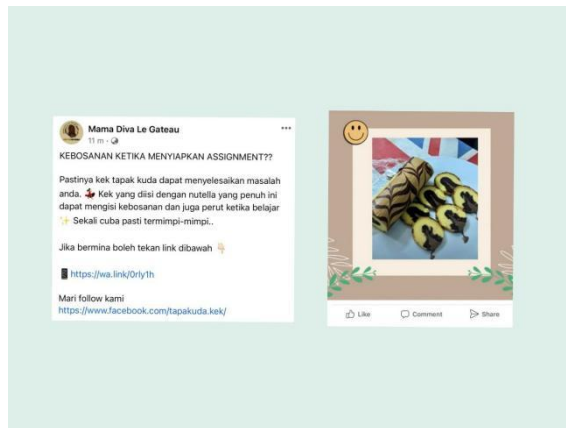 Mama Diva Le Gateau
11 m ·
KEBOSANAN KETIKA MENYIAPKAN ASSIGNMENT??
Pastinya kek tapak kuda dapat menyelesaikan masalah
anda. 💃 Kek yang diisi dengan nutella yang penuh ini
dapat mengisi kebosanan dan juga perut ketika belajar
✨ Sekali cuba pasti termimpi-mimpi..
Jika bermina boleh tekan link dibawah 👇🏻
📱 https://wa.link/0rly1h
Mari follow kami
https://www.facebook.com/tapakuda.kek/
Like Comment Share